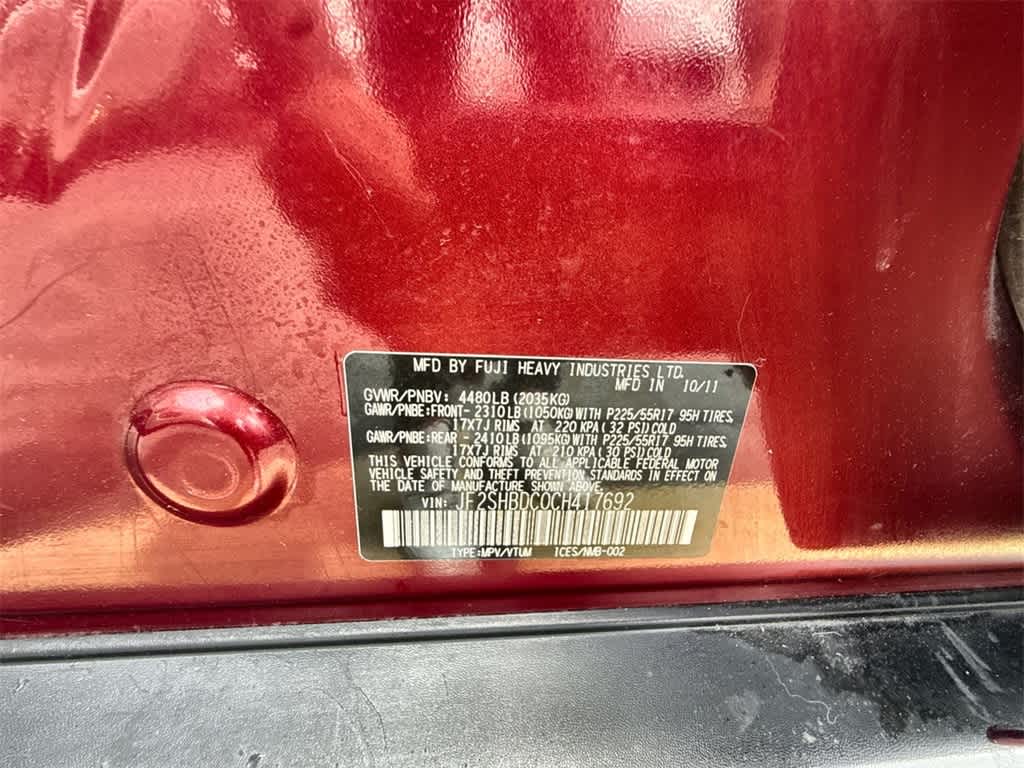 MFD BY FUJI HEAVY INDUSTRIES LTD.
MFD IN 10/11
GVWR/PNBV: 4480LB(2035KG)
GAWR/PNBE:FRONT- 2310LB(1050KG)WITH P225/55R17 95H TIRES,
17X7J RIMS AT 220 KPA(32 PSI)COLD
GAWR/PNBE:REAR - 2410LB(1095KG)WITH P225/55R17 95H TIRES,
17X7J RIMS AT 210 KPA(30 PSI)COLD
THIS VEHICLE CONFORMS TO ALL APPLICABLE FEDERAL MOTOR
VEHICLE SAFETY AND THEFT PREVENTION STANDARDS IN EFFECT ON
THE DATE OF MANUFACTURE SHOWN ABOVE.
VIN: JF2SHBDC0CH417692
TYPE:MPV/VTUM ICES/NMB-002